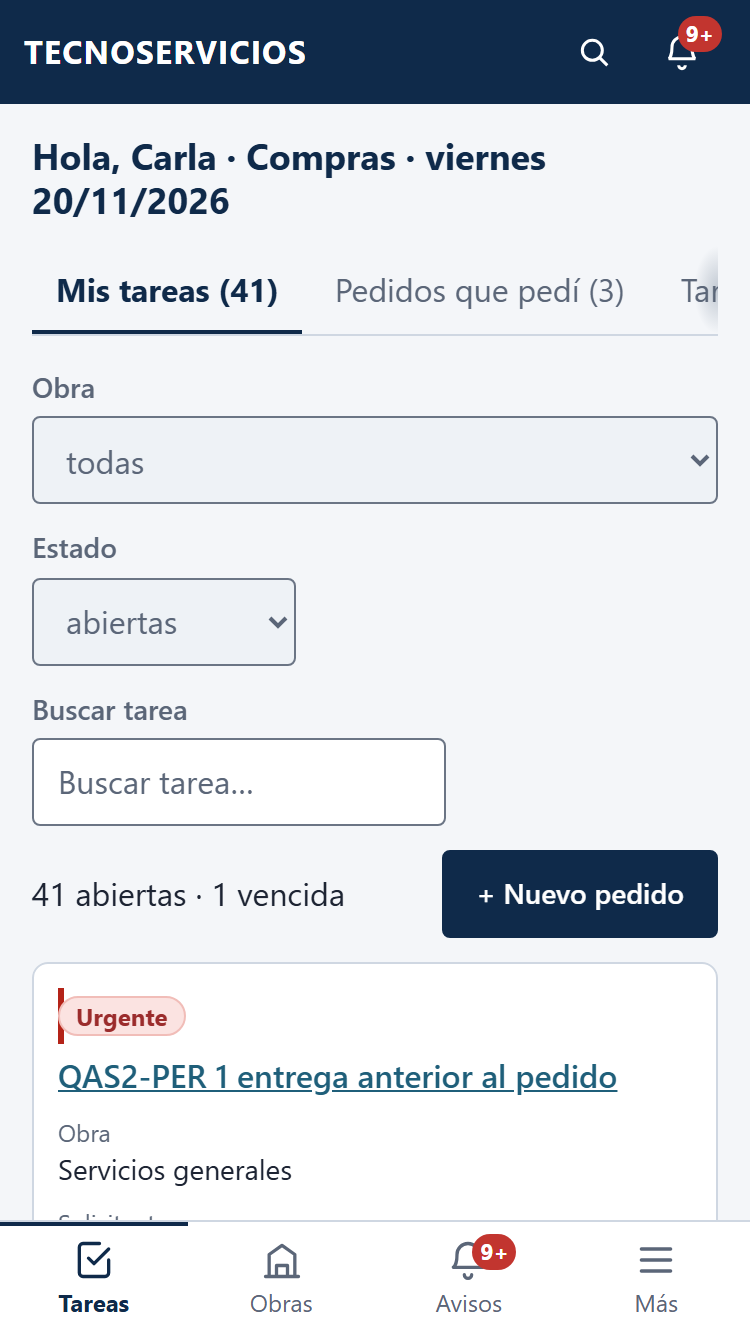 TECNOSERVICIOS
9+
Hola, Carla · Compras · viernes
20/11/2026
Mis tareas (41)
Pedidos que pedí (3)
Obra
todas
Estado
abiertas
Buscar tarea
Buscar tarea...
41 abiertas · 1 vencida
+ Nuevo pedido
Urgente
QAS2-PER 1 entrega anterior al pedido
Obra
Servicios generales
9+
Tareas
Obras
Avisos
Más